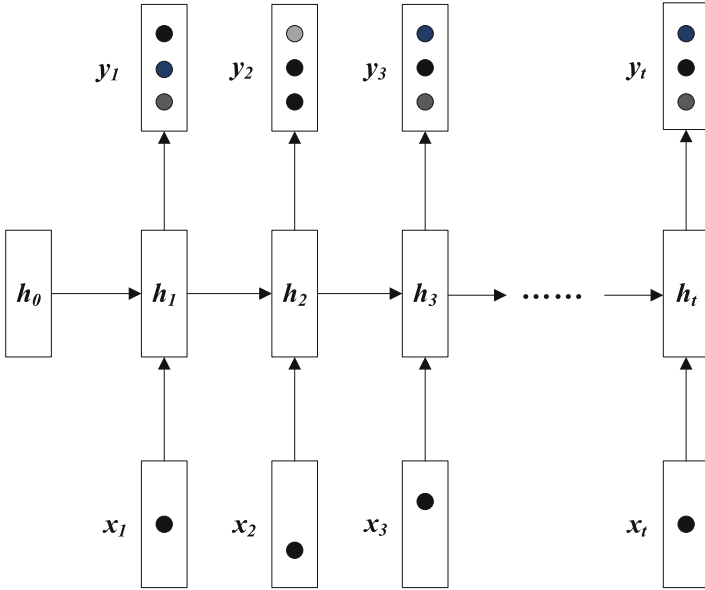 y₁ y₂ y₃ yₜ
h₀ h₁ h₂ h₃ …… hₜ
x₁ x₂ x₃ xₜ